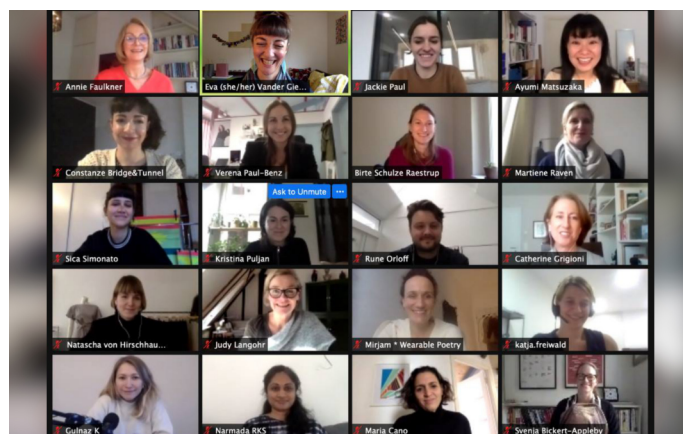 Annie Faulkner
Eva (she/her) Vander Gie...
Jackie Paul
Ayumi Matsuzaka
Constanze Bridge&Tunnel
Verena Paul-Benz
Birte Schulze Raestrup
Martiene Raven
Ask to Unmute
Sica Simonato
Kristina Puljan
Rune Orloff
Catherine Grigioni
Natascha von Hirschhau...
Judy Langohr
Mirjam * Wearable Poetry
katja.freiwald
Gulnaz K
Narmada RKS
Maria Cano
Svenja Bickert-Appleby